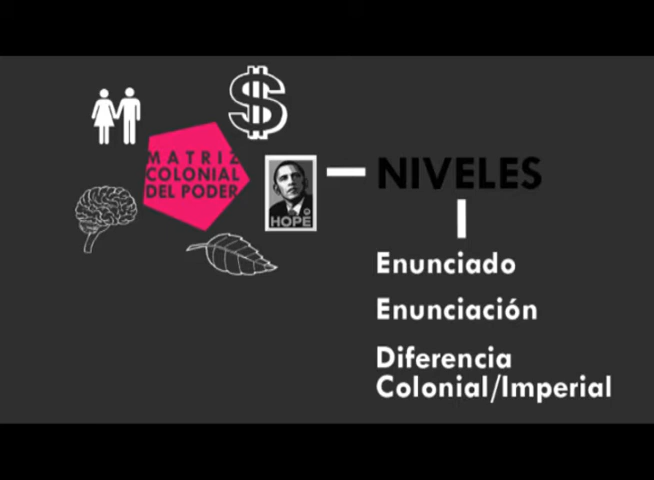 MATRIZ
COLONIAL
DEL PODER
HOPE
NIVELES
Enunciado
Enunciación
Diferencia
Colonial/Imperial